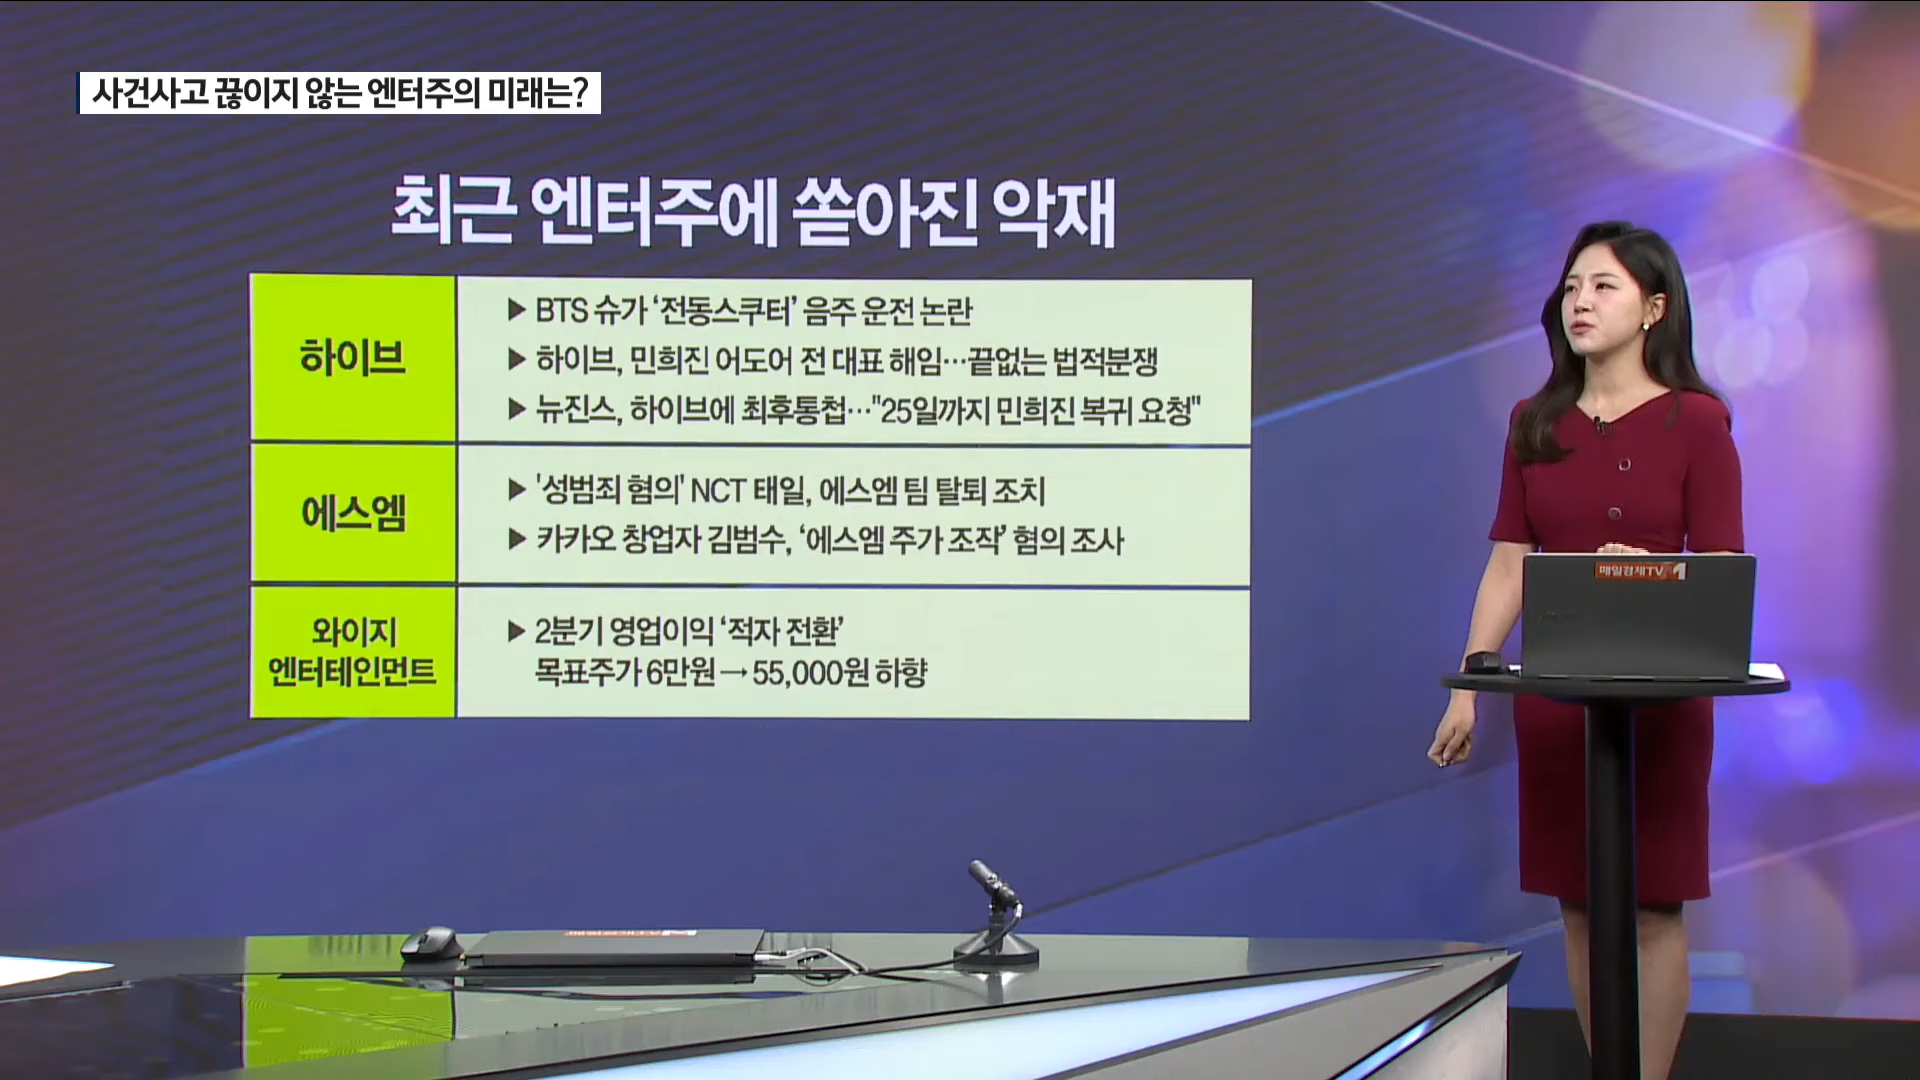 사건사고 끊이지 않는 엔터주의 미래는?
최근 엔터주에 쏟아진 악재
하이브
▶ BTS 슈가 ‘전동스쿠터’ 음주 운전 논란
▶ 하이브, 민희진 어도어 전 대표 해임…끝없는 법적분쟁
▶ 뉴진스, 하이브에 최후통첩…"25일까지 민희진 복귀 요청"
에스엠
▶ '성범죄 혐의' NCT 태일, 에스엠 팀 탈퇴 조치
▶ 카카오 창업자 김범수, ‘에스엠 주가 조작’ 혐의 조사
와이지
엔터테인먼트
▶ 2분기 영업이익 ‘적자 전환’
목표주가 6만원→55,000원 하향
매일경제TV